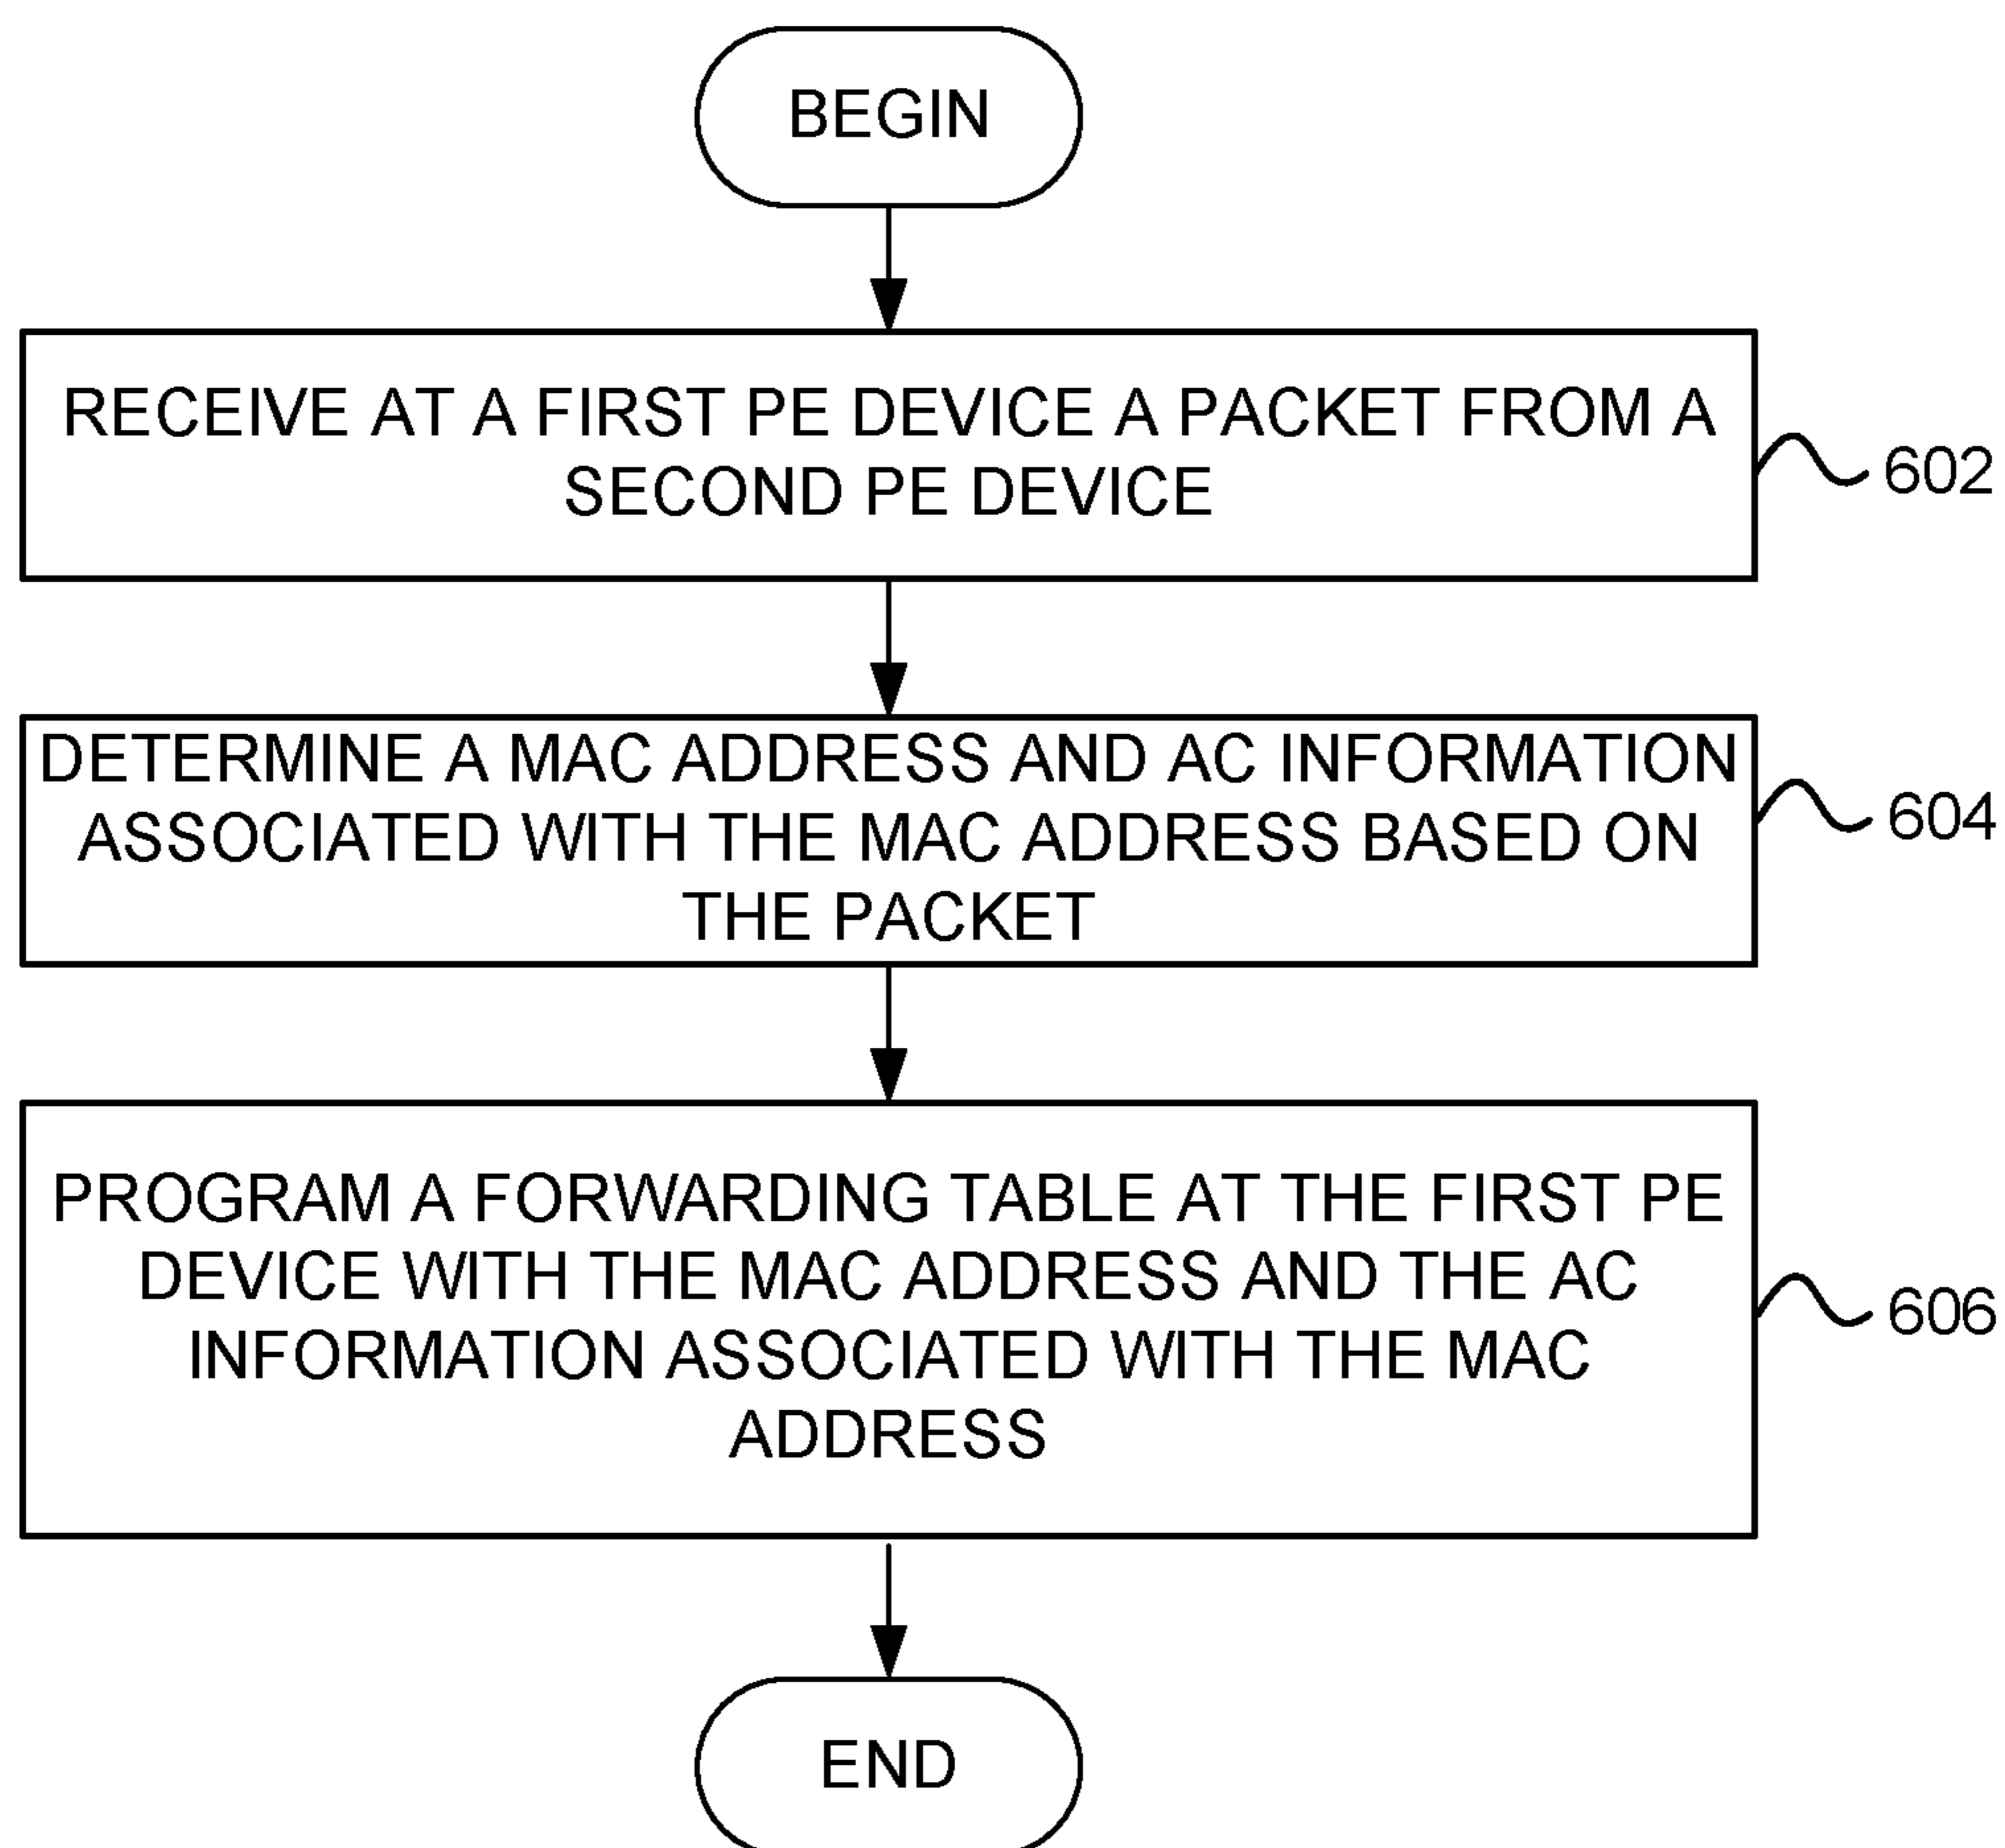 BEGIN
RECEIVE AT A FIRST PE DEVICE A PACKET FROM A
SECOND PE DEVICE
602
DETERMINE A MAC ADDRESS AND AC INFORMATION
ASSOCIATED WITH THE MAC ADDRESS BASED ON
THE PACKET
604
PROGRAM A FORWARDING TABLE AT THE FIRST PE
DEVICE WITH THE MAC ADDRESS AND THE AC
INFORMATION ASSOCIATED WITH THE MAC
ADDRESS
606
END